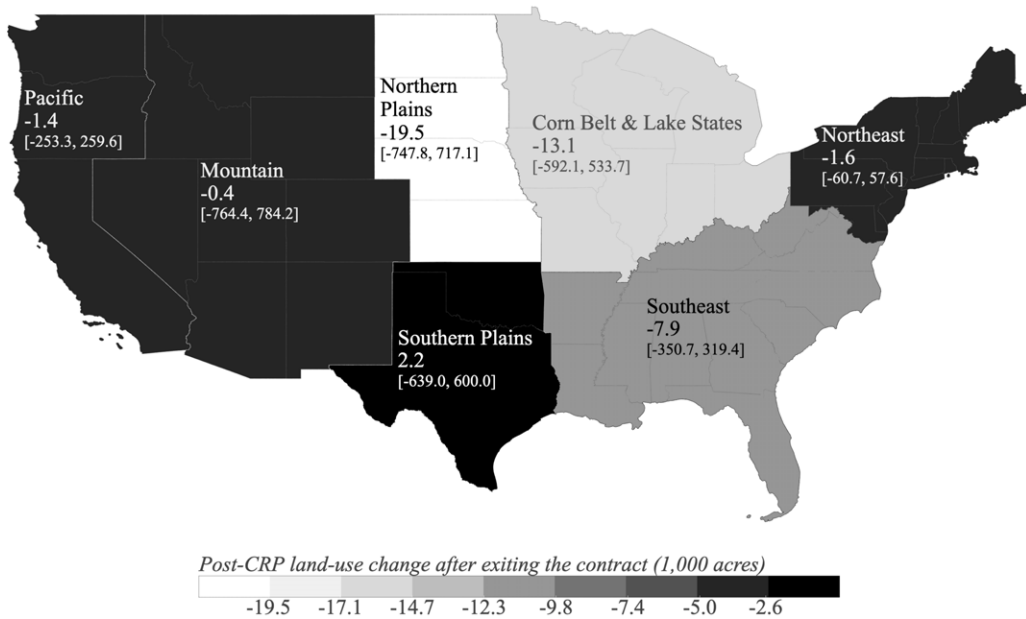 Pacific
-1.4
[-253.3, 259.6]
Mountain
-0.4
[-764.4, 784.2]
Northern
Plains
-19.5
[-747.8, 717.1]
Corn Belt & Lake States
-13.1
[-592.1, 533.7]
Northeast
-1.6
[-60.7, 57.6]
Southern Plains
2.2
[-639.0, 600.0]
Southeast
-7.9
[-350.7, 319.4]
Post-CRP land-use change after exiting the contract (1,000 acres)
-19.5 -17.1 -14.7 -12.3 -9.8 -7.4 -5.0 -2.6